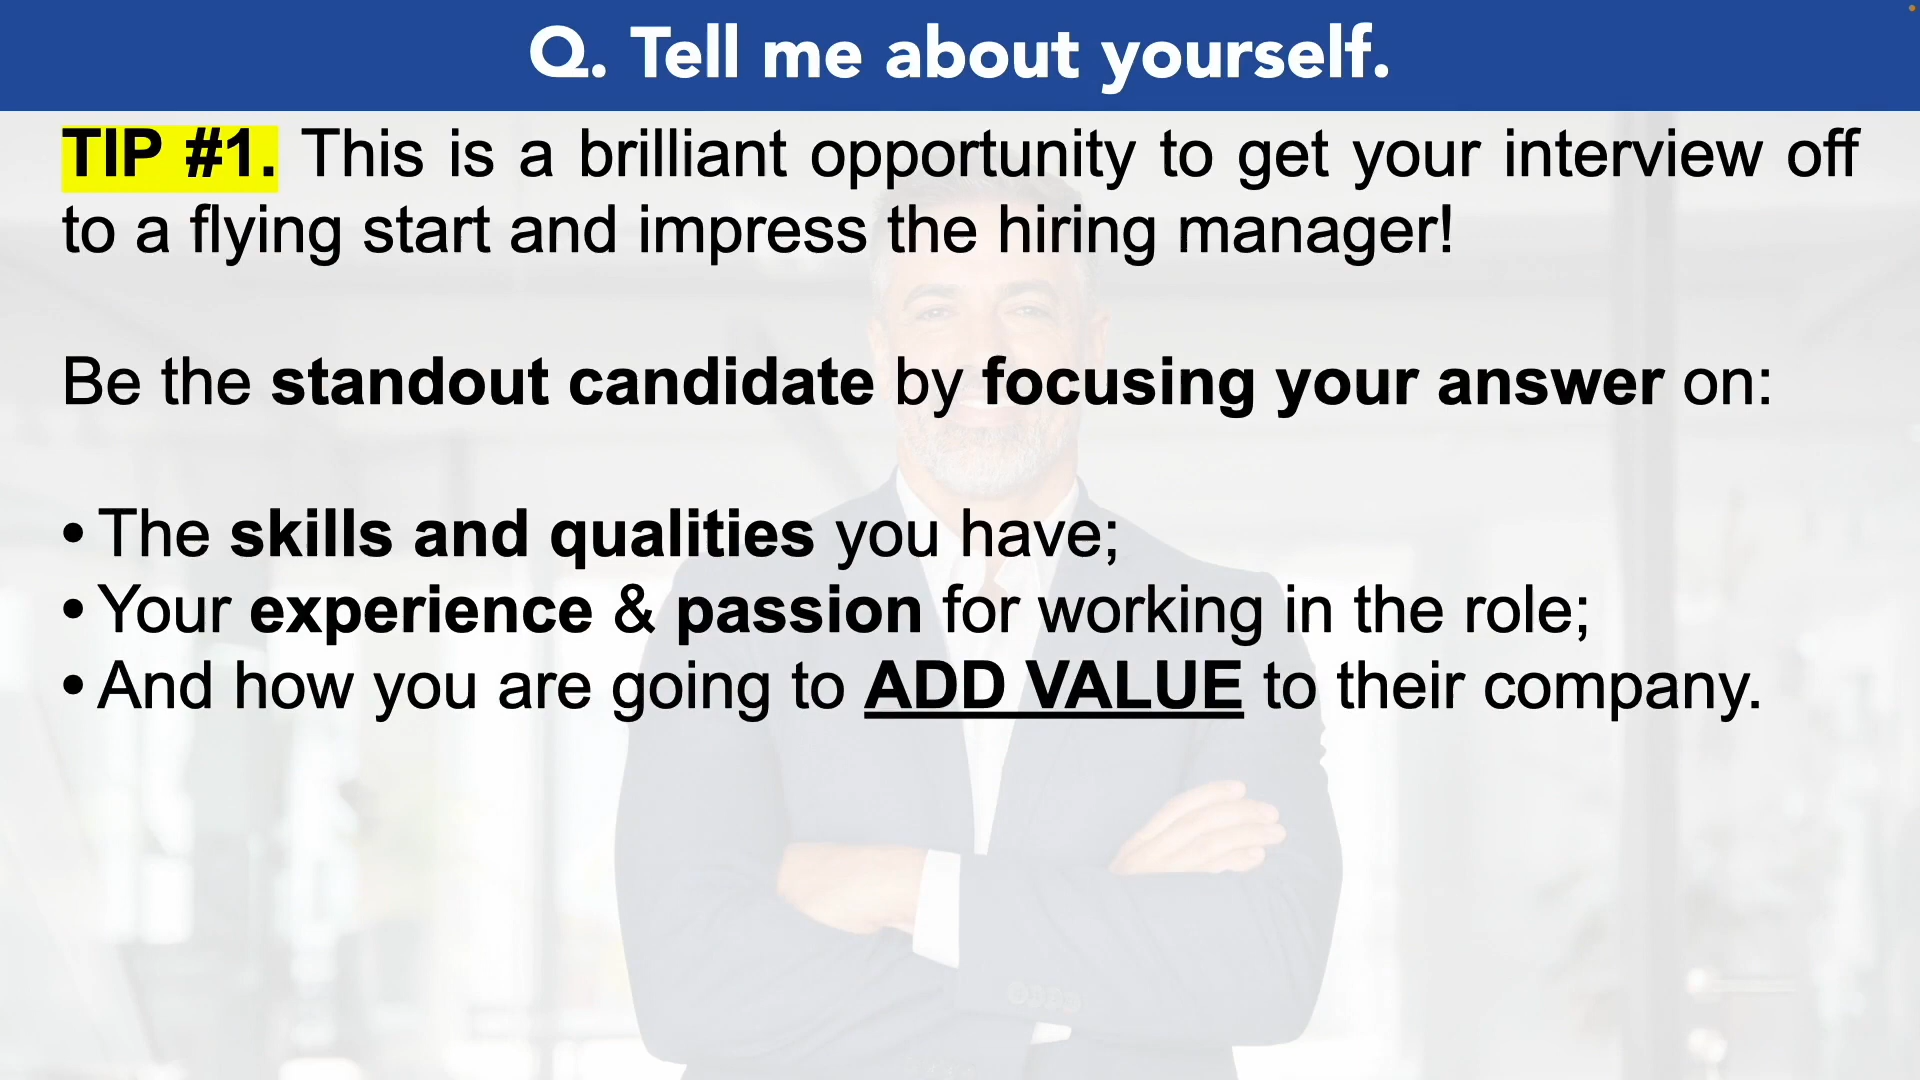 Q. Tell me about yourself.
TIP #1. This is a brilliant opportunity to get your interview off
to a flying start and impress the hiring manager!
Be the standout candidate by focusing your answer on:
• The skills and qualities you have;
• Your experience & passion for working in the role;
• And how you are going to ADD VALUE to their company.